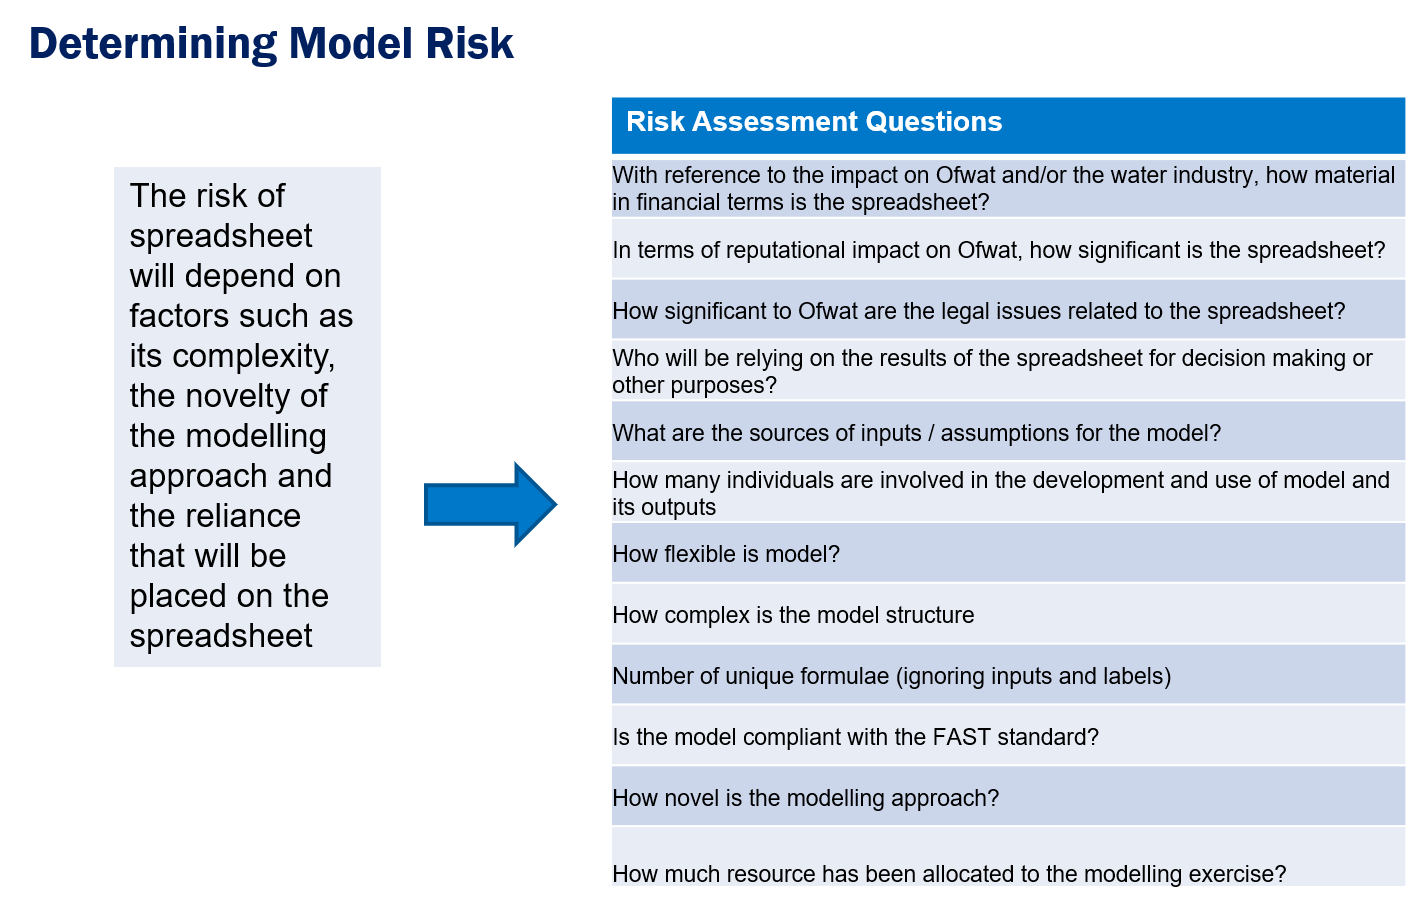 Determining Model Risk
The risk of
spreadsheet
will depend on
factors such as
its complexity,
the novelty of
the modelling
approach and
the reliance
that will be
placed on the
spreadsheet
Risk Assessment Questions
With reference to the impact on Ofwat and/or the water industry, how material
in financial terms is the spreadsheet?
In terms of reputational impact on Ofwat, how significant is the spreadsheet?
How significant to Ofwat are the legal issues related to the spreadsheet?
Who will be relying on the results of the spreadsheet for decision making or
other purposes?
What are the sources of inputs / assumptions for the model?
How many individuals are involved in the development and use of model and
its outputs
How flexible is model?
How complex is the model structure
Number of unique formulae (ignoring inputs and labels)
Is the model compliant with the FAST standard?
How novel is the modelling approach?
How much resource has been allocated to the modelling exercise?